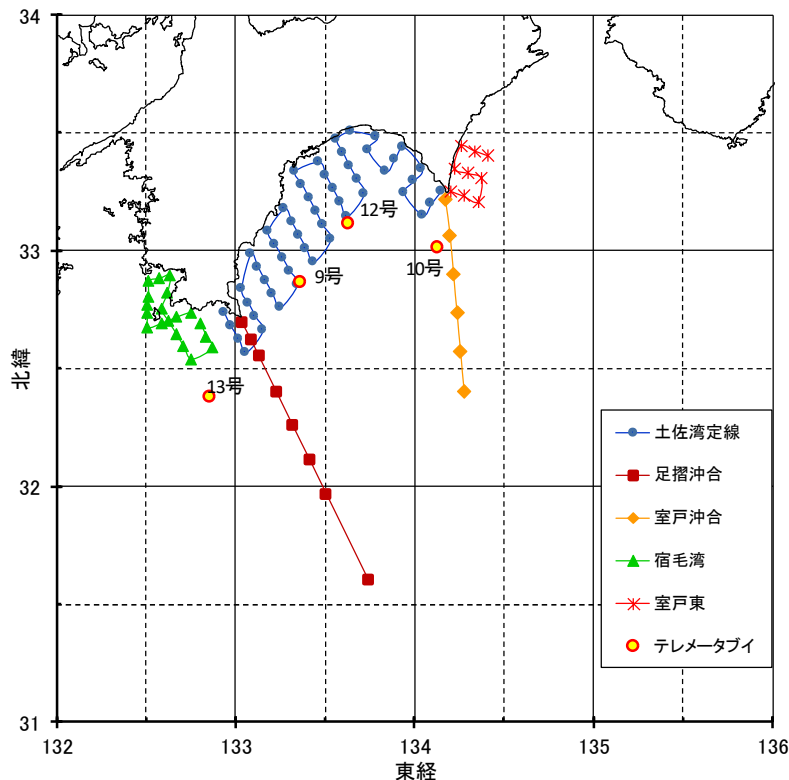 34
33
32
31
北緯
132
133
134
135
136
東経
12号
10号
9号
13号
土佐湾定線
足摺沖合
室戸沖合
宿毛湾
室戸東
テレメータブイ